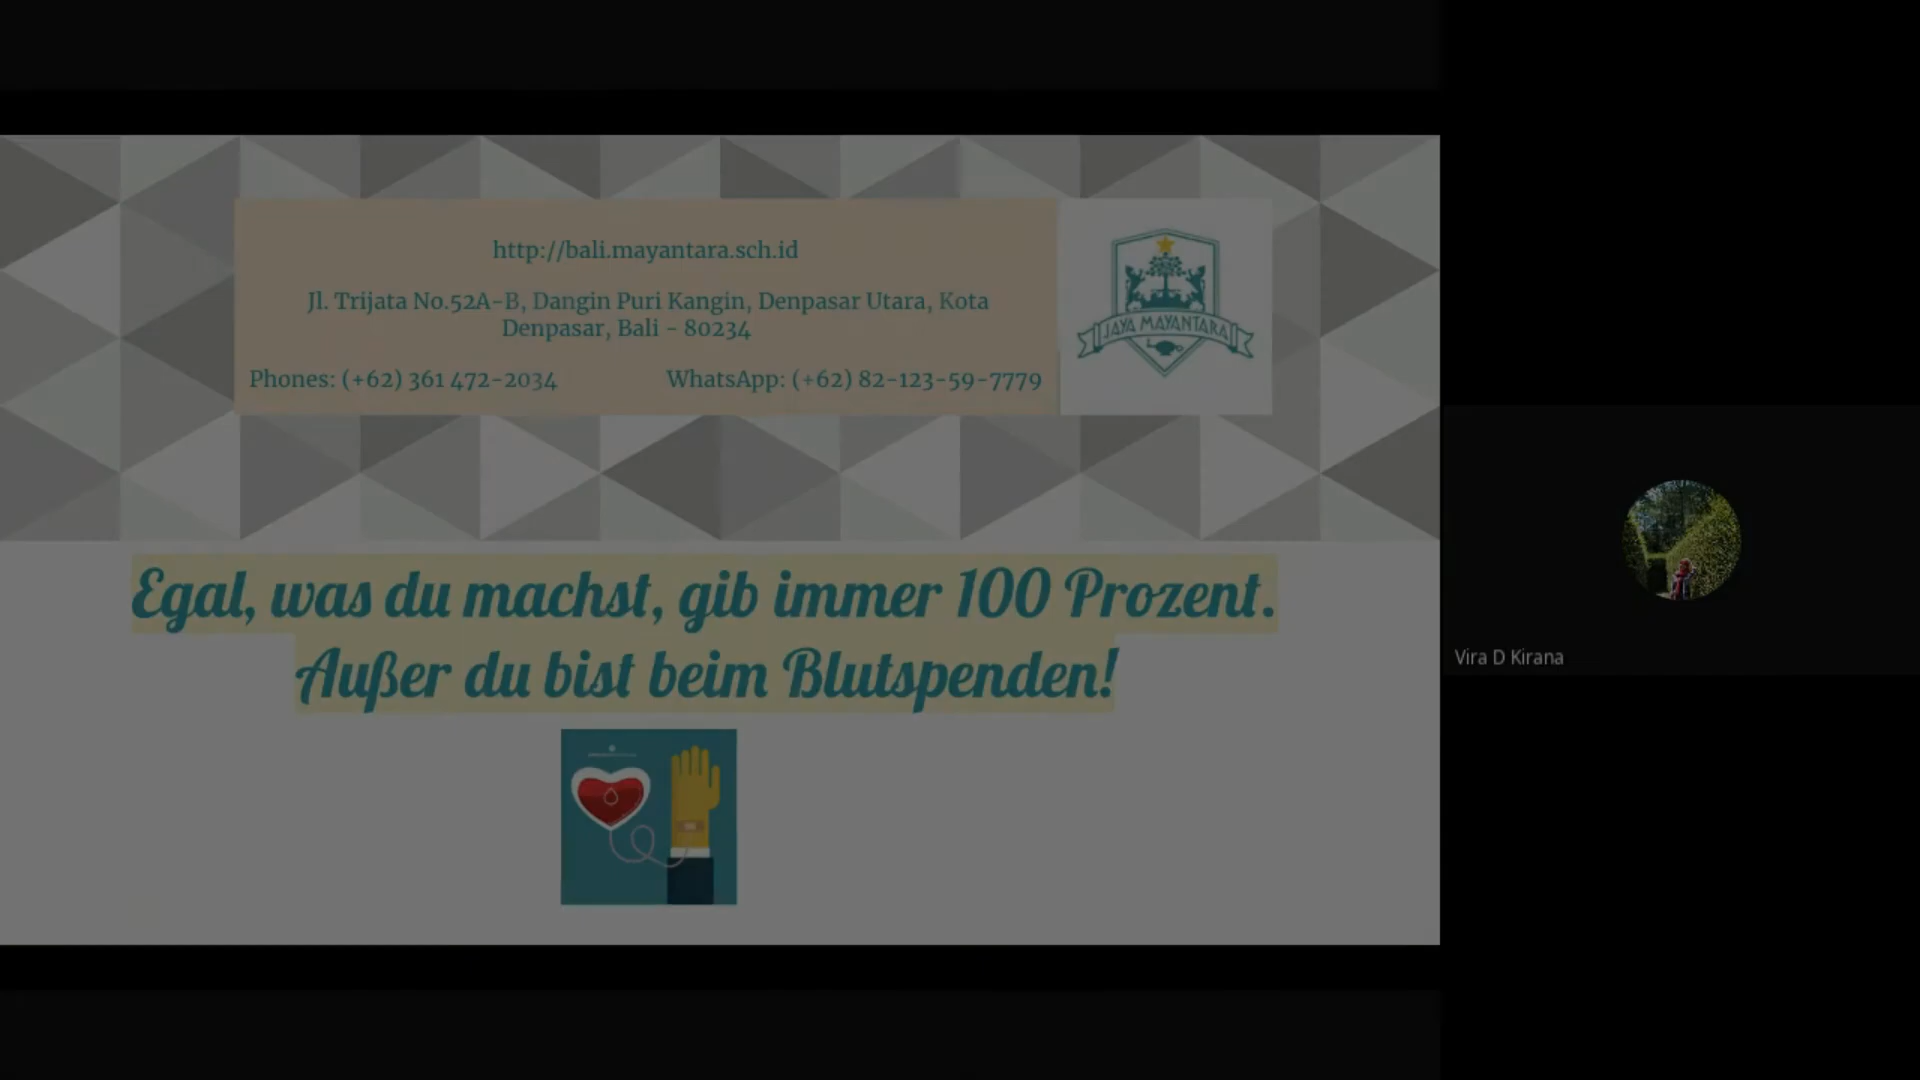 http://bali.mayantara.sch.id
Jl. Trijata No.52A-B, Dangin Puri Kangin, Denpasar Utara, Kota
Denpasar, Bali - 80234
Phones: (+62) 361 472-2034 WhatsApp: (+62) 82-123-59-7779
JAYA MAYANTARA
Egal, was du machst, gib immer 100 Prozent.
Außer du bist beim Blutspenden!
Vira D Kirana